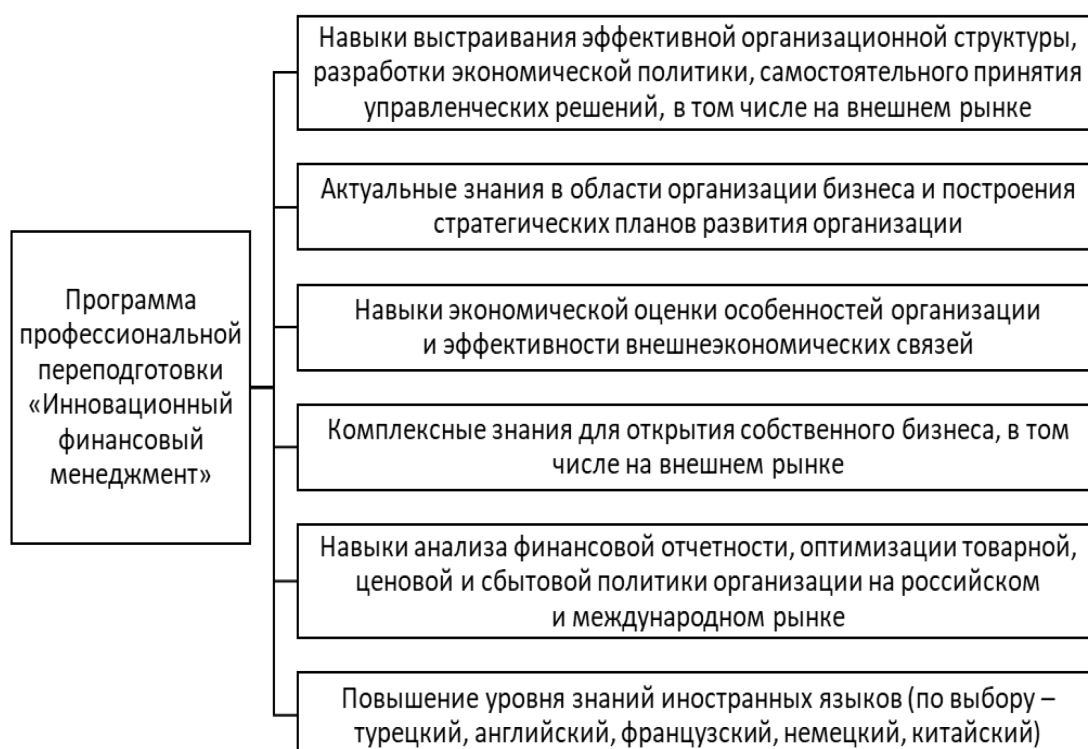 Навыки выстраивания эффективной организационной структуры,
разработки экономической политики, самостоятельного принятия
управленческих решений, в том числе на внешнем рынке
Актуальные знания в области организации бизнеса и построения
стратегических планов развития организации
Программа
профессиональной
переподготовки
«Инновационный
финансовый
менеджмент»
Навыки экономической оценки особенностей организации
и эффективности внешнеэкономических связей
Комплексные знания для открытия собственного бизнеса, в том
числе на внешнем рынке
Навыки анализа финансовой отчетности, оптимизации товарной,
ценовой и сбытовой политики организации на российском
и международном рынке
Повышение уровня знаний иностранных языков (по выбору –
турецкий, английский, французский, немецкий, китайский)